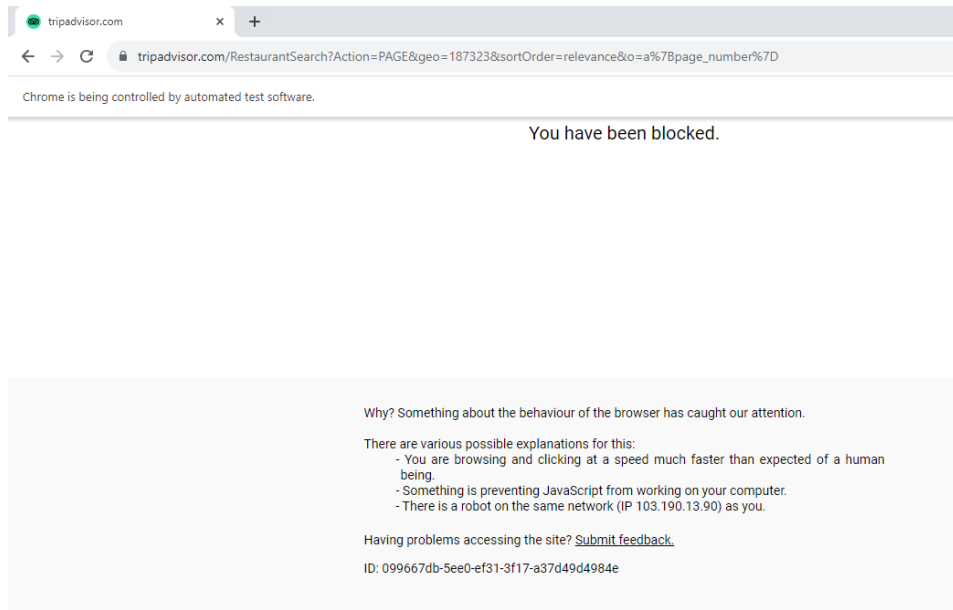 tripadvisor.com
tripadvisor.com/RestaurantSearch?Action=PAGE&geo=187323&sortOrder=relevance&o=a%7Bpage_number%7D
Chrome is being controlled by automated test software.
You have been blocked.
Why? Something about the behaviour of the browser has caught our attention.
There are various possible explanations for this:
- You are browsing and clicking at a speed much faster than expected of a human
being.
- Something is preventing JavaScript from working on your computer.
- There is a robot on the same network (IP 103.190.13.90) as you.
Having problems accessing the site? Submit feedback.
ID: 099667db-5ee0-ef31-3f17-a37d49d4984e